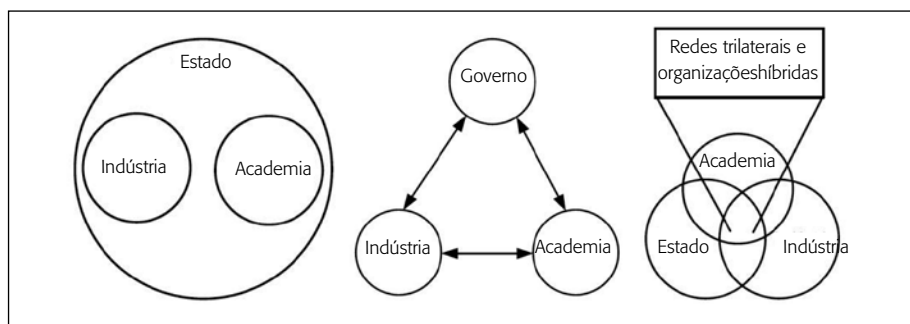 Estado
Indústria
Academia
Governo
Indústria
Academia
Redes trilaterais e
organizaçõeshíbridas
Academia
Estado
Indústria